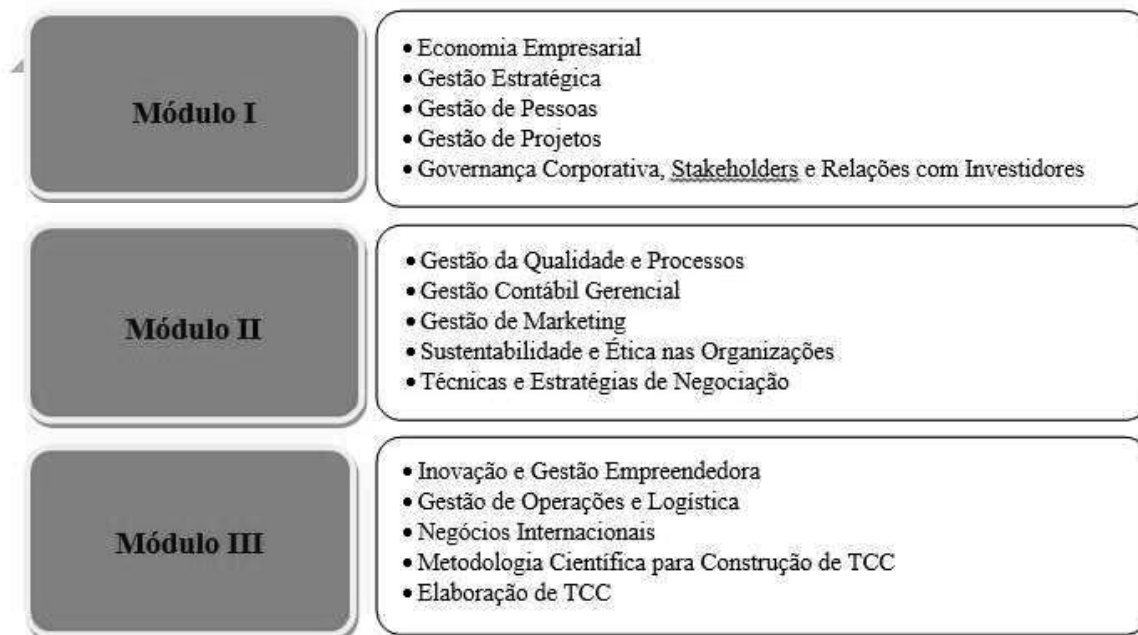 Módulo I
• Economia Empresarial
• Gestão Estratégica
• Gestão de Pessoas
• Gestão de Projetos
• Governança Corporativa, Stakeholders e Relações com Investidores
Módulo II
• Gestão da Qualidade e Processos
• Gestão Contábil Gerencial
• Gestão de Marketing
• Sustentabilidade e Ética nas Organizações
• Técnicas e Estratégias de Negociação
Módulo III
• Inovação e Gestão Empreendedora
• Gestão de Operações e Logística
• Negócios Internacionais
• Metodologia Científica para Construção de TCC
• Elaboração de TCC